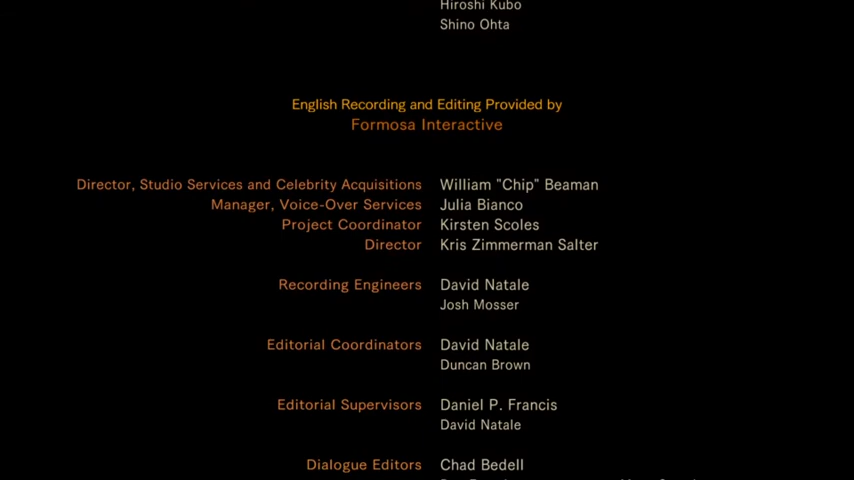 Hiroshi Kubo
Shino Ohta
English Recording and Editing Provided by
Formosa Interactive
Director, Studio Services and Celebrity Acquisitions William "Chip" Beaman
Manager, Voice-Over Services Julia Bianco
Project Coordinator Kirsten Scoles
Director Kris Zimmerman Salter
Recording Engineers David Natale
Josh Mosser
Editorial Coordinators David Natale
Duncan Brown
Editorial Supervisors Daniel P. Francis
David Natale
Dialogue Editors Chad Bedell